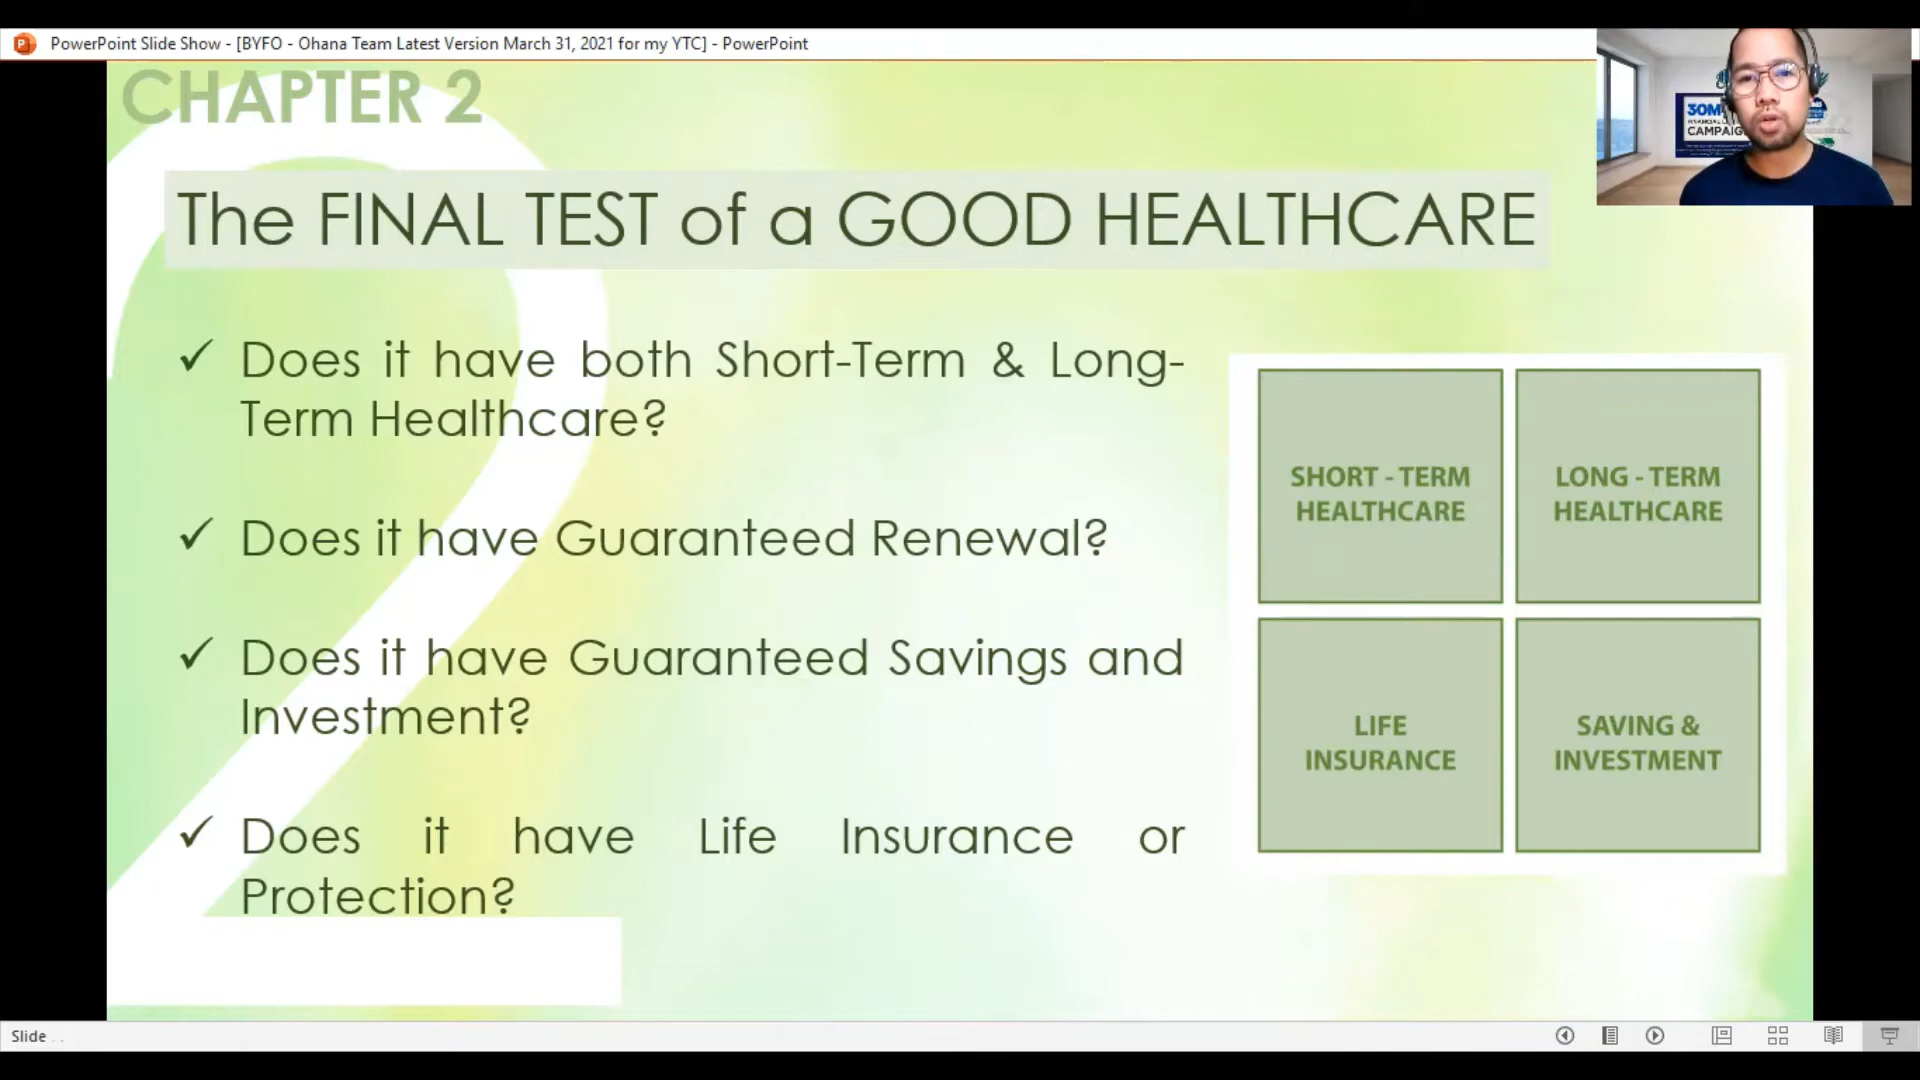 PowerPoint Slide Show - [BYFO - Ohana Team Latest Version March 31, 2021 for my YTC] - PowerPoint
CHAPTER 2
The FINAL TEST of a GOOD HEALTHCARE
✓ Does it have both Short-Term & Long-
Term Healthcare?
✓ Does it have Guaranteed Renewal?
✓ Does it have Guaranteed Savings and
Investment?
✓ Does it have Life Insurance or
Protection?
SHORT - TERM
HEALTHCARE
LONG - TERM
HEALTHCARE
LIFE
INSURANCE
SAVING &
INVESTMENT
30M
CAMPAIG
Slide